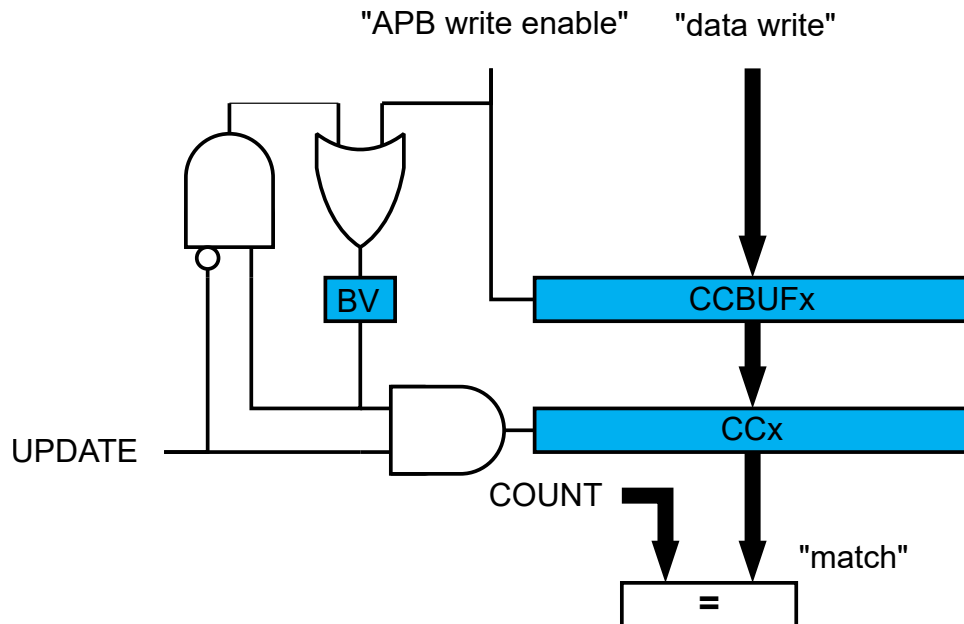 "APB write enable" "data write"
BV
CCBUFx
UPDATE
CCx
COUNT
"match"
=